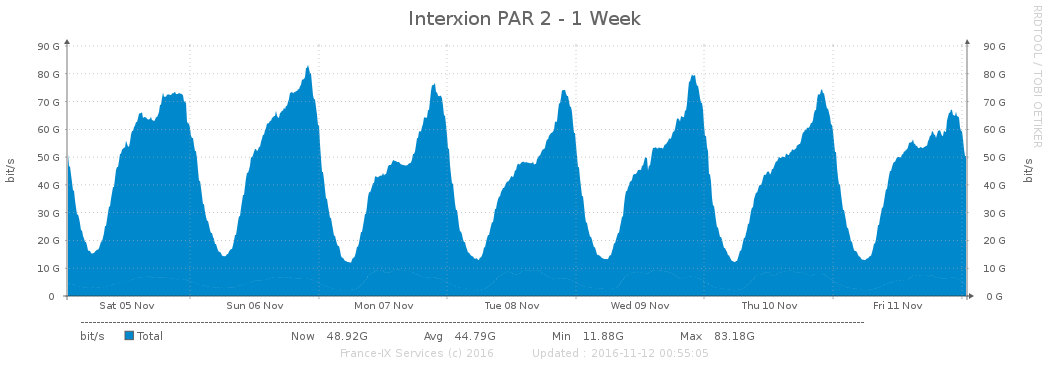 Interxion PAR 2 - 1 Week
RRDTOOL / TOBI OETIKER
90 G 90 G
80 G 80 G
70 G 70 G
60 G 60 G
50 G 50 G
40 G 40 G
30 G 30 G
20 G 20 G
10 G 10 G
0 0 G
bit/s
bit/s
Sat 05 Nov Sun 06 Nov Mon 07 Nov Tue 08 Nov Wed 09 Nov Thu 10 Nov Fri 11 Nov
bit/s Total Now 48.92G Avg 44.79G Min 11.88G Max 83.18G
France-IX Services (c) 2016 Updated : 2016-11-12 00:55:05